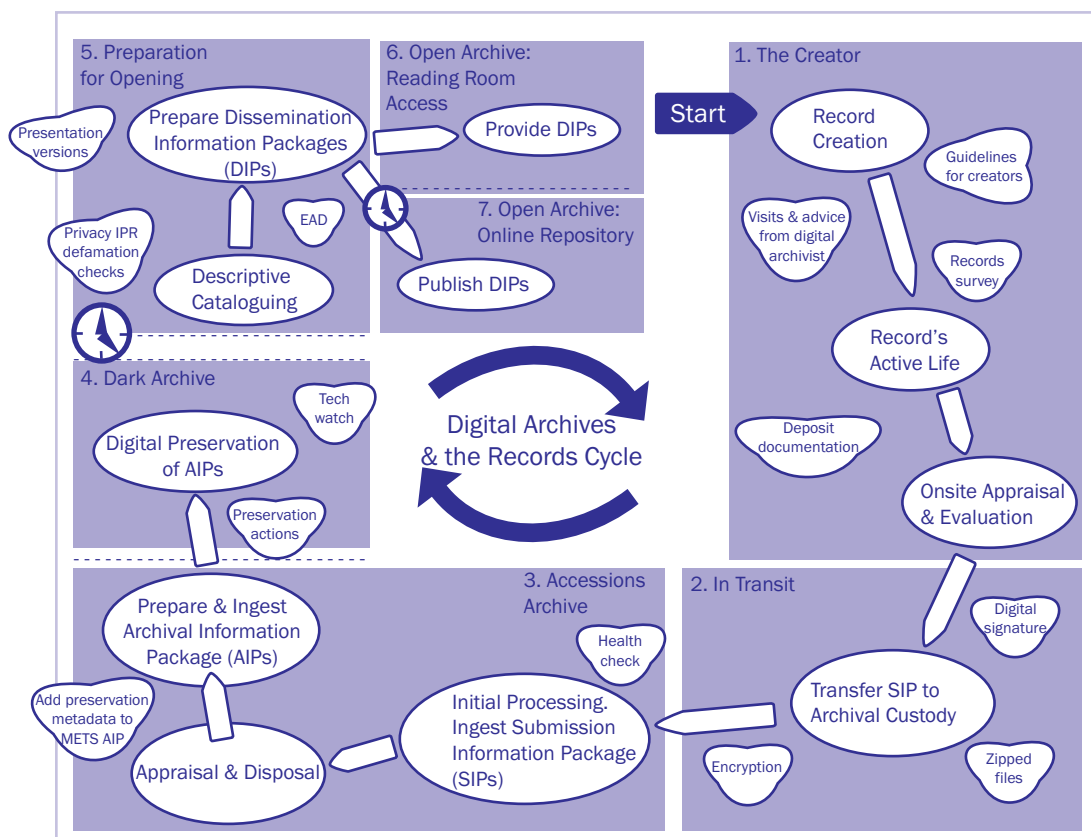 5. Preparation
for Opening
Presentation
versions
Prepare Dissemination
Information Packages
(DIPs)
Privacy IPR
defamation
checks
EAD
Descriptive
Cataloguing
6. Open Archive:
Reading Room
Access
Provide DIPs
7. Open Archive:
Online Repository
Publish DIPs
Start
1. The Creator
Record
Creation
Guidelines
for creators
Visits & advice
from digital
archivist
Records
survey
Record's
Active Life
Deposit
documentation
Onsite Appraisal
& Evaluation
4. Dark Archive
Tech
watch
Digital Preservation
of AIPs
Preservation
actions
Digital Archives
& the Records Cycle
3. Accessions
Archive
Prepare & Ingest
Archival Information
Package (AIPs)
Health
check
Add preservation
metadata to
METS AIP
Appraisal & Disposal
Initial Processing.
Ingest Submission
Information Package
(SIPs)
2. In Transit
Digital
signature
Transfer SIP to
Archival Custody
Encryption
Zipped
files